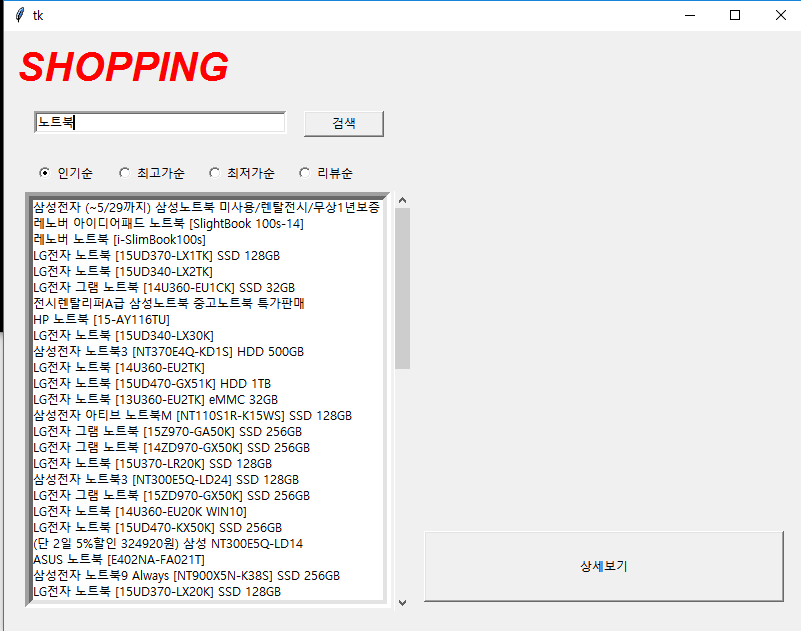 tk
SHOPPING
노트북
검색
인기순 최고가순 최저가순 리뷰순
삼성전자 (~5/29까지) 삼성노트북 미사용/렌탈전시/무상1년보증
레노버 아이디어패드 노트북 [SlightBook 100s-14]
레노버 노트북 [i-SlimBook100s]
LG전자 노트북 [15UD370-LX1TK] SSD 128GB
LG전자 노트북 [15UD340-LX2TK]
LG전자 그램 노트북 [14U360-EU1CK] SSD 32GB
전시렌탈리퍼A급 삼성노트북 중고노트북 특가판매
HP 노트북 [15-AY116TU]
LG전자 노트북 [15UD340-LX30K]
삼성전자 노트북3 [NT370E4Q-KD1S] HDD 500GB
LG전자 노트북 [14U360-EU2TK]
LG전자 노트북 [15UD470-GX51K] HDD 1TB
LG전자 노트북 [13U360-EU2TK] eMMC 32GB
삼성전자 아티브 노트북M [NT110S1R-K15WS] SSD 128GB
LG전자 그램 노트북 [15Z970-GA50K] SSD 256GB
LG전자 그램 노트북 [14ZD970-GX50K] SSD 256GB
LG전자 노트북 [15U370-LR20K] SSD 128GB
삼성전자 노트북3 [NT300E5Q-LD24] SSD 128GB
LG전자 그램 노트북 [15ZD970-GX50K] SSD 256GB
LG전자 노트북 [14U360-EU20K WIN10]
LG전자 노트북 [15UD470-KX50K] SSD 256GB
(단 2일 5%할인 324920원) 삼성 NT300E5Q-LD14
ASUS 노트북 [E402NA-FA021T]
삼성전자 노트북9 Always [NT900X5N-K38S] SSD 256GB
LG전자 노트북 [15UD370-LX20K] SSD 128GB
상세보기